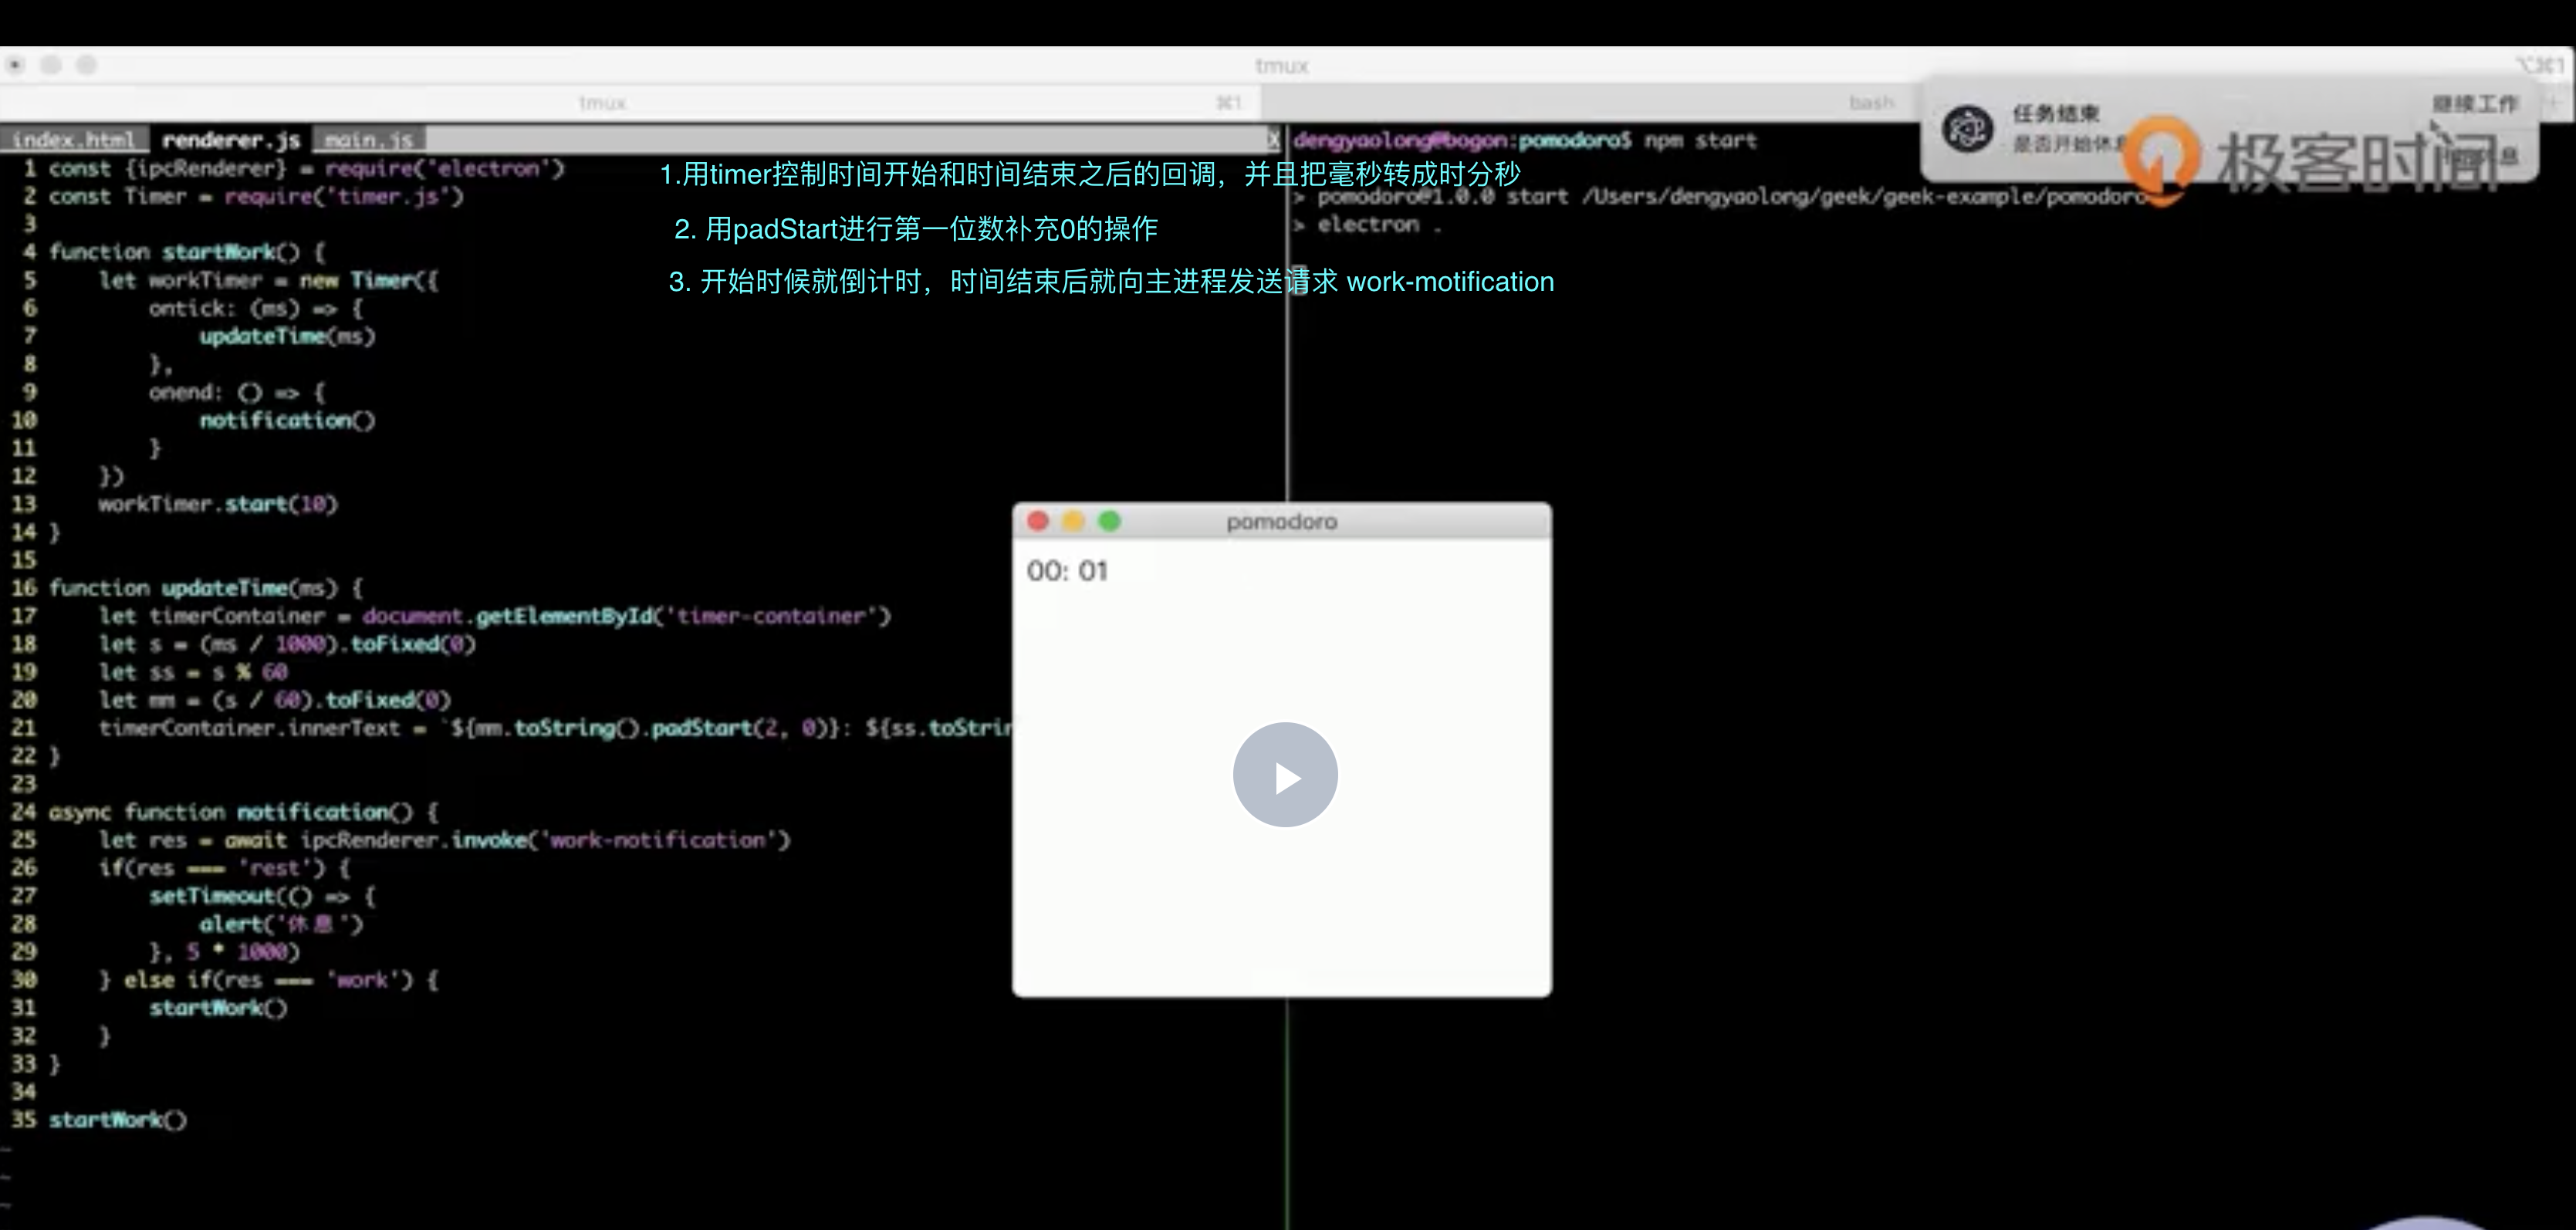 tmux
⌥⌘1
tmux
⌘1
bash
任务结束
继续工作
是否开始休
极客时间
index.html renderer.js main.js
X
dengyaolong@bogon:pomodoro$ npm start
> pomodoro@1.0.0 start /Users/dengyaolong/geek/geek-example/pomodoro
> electron .
1.用timer控制时间开始和时间结束之后的回调，并且把毫秒转成时分秒
2. 用padStart进行第一位数补充0的操作
3. 开始时候就倒计时，时间结束后就向主进程发送请求 work-motification
1 const {ipcRenderer} = require('electron')
2 const Timer = require('timer.js')
3
4 function startWork() {
5     let workTimer = new Timer({
6         ontick: (ms) => {
7             updateTime(ms)
8         },
9         onend: () => {
10             notification()
11         }
12     })
13     workTimer.start(10)
14 }
15
16 function updateTime(ms) {
17     let timerContainer = document.getElementById('timer-container')
18     let s = (ms / 1000).toFixed(0)
19     let ss = s % 60
20     let mm = (s / 60).toFixed(0)
21     timerContainer.innerText = `${mm.toString().padStart(2, 0)}: ${ss.toStrin
22 }
23
24 async function notification() {
25     let res = await ipcRenderer.invoke('work-notification')
26     if(res === 'rest') {
27         setTimeout(() => {
28             alert('休息')
29         }, 5 * 1000)
30     } else if(res === 'work') {
31         startWork()
32     }
33 }
34
35 startWork()
~
~
~
pomodoro
00: 01